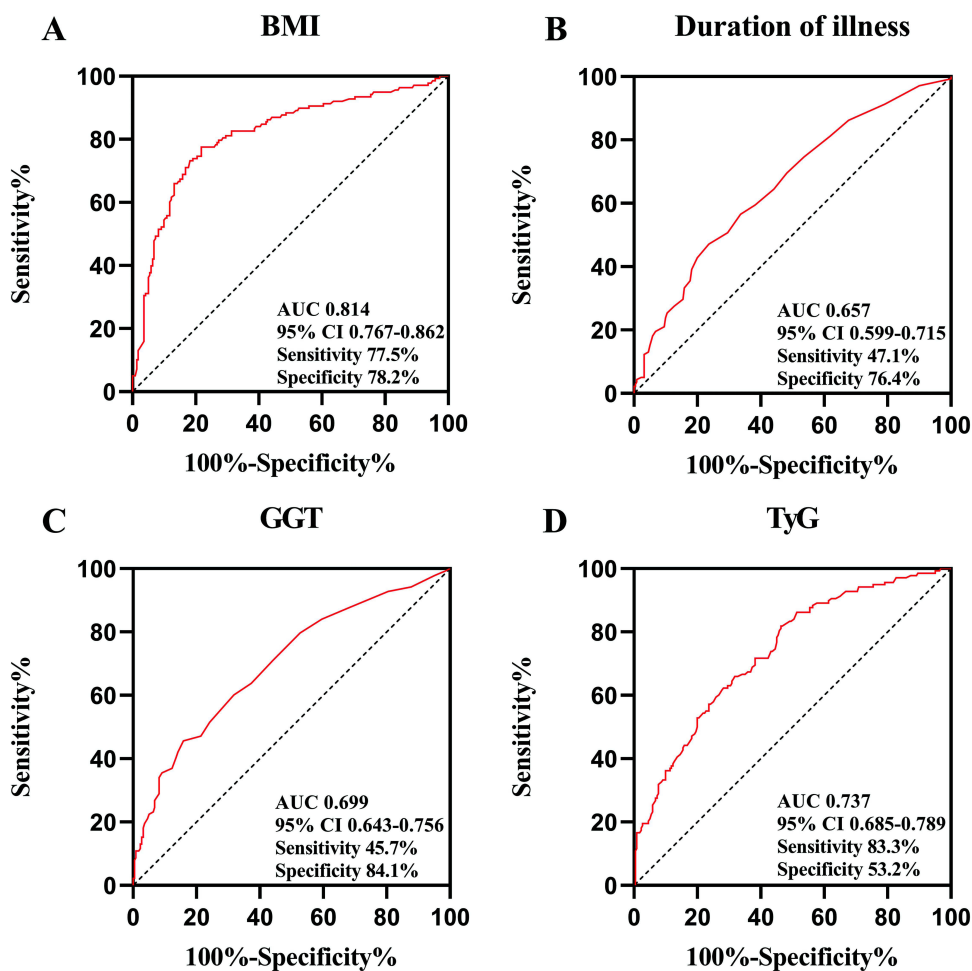 A
BMI
100
80
60
40
20
0
Sensitivity%
AUC 0.814
95% CI 0.767-0.862
Sensitivity 77.5%
Specificity 78.2%
0 20 40 60 80 100
100%-Specificity%
B
Duration of illness
100
80
60
40
20
0
Sensitivity%
AUC 0.657
95% CI 0.599-0.715
Sensitivity 47.1%
Specificity 76.4%
0 20 40 60 80 100
100%-Specificity%
C
GGT
100
80
60
40
20
0
Sensitivity%
AUC 0.699
95% CI 0.643-0.756
Sensitivity 45.7%
Specificity 84.1%
0 20 40 60 80 100
100%-Specificity%
D
TyG
100
80
60
40
20
0
Sensitivity%
AUC 0.737
95% CI 0.685-0.789
Sensitivity 83.3%
Specificity 53.2%
0 20 40 60 80 100
100%-Specificity%